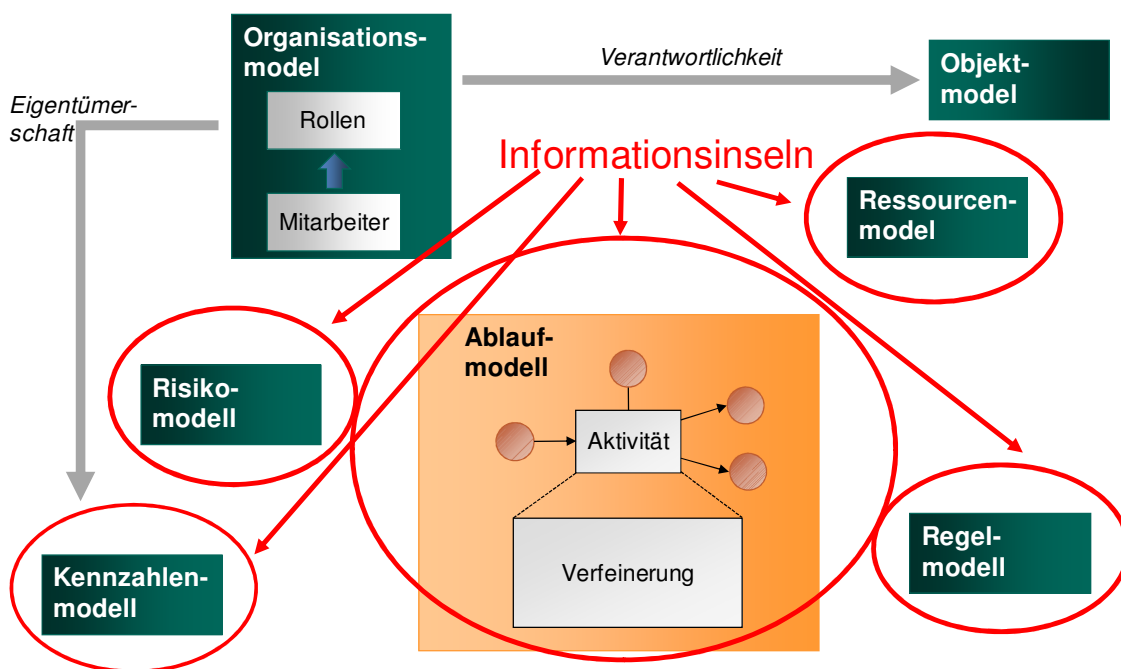 Organisations-
model
Rollen
Mitarbeiter
Eigentümer-
schaft
Verantwortlichkeit
Objekt-
model
Informationsinseln
Ressourcen-
model
Risiko-
modell
Ablauf-
modell
Aktivität
Verfeinerung
Kennzahlen-
modell
Regel-
modell